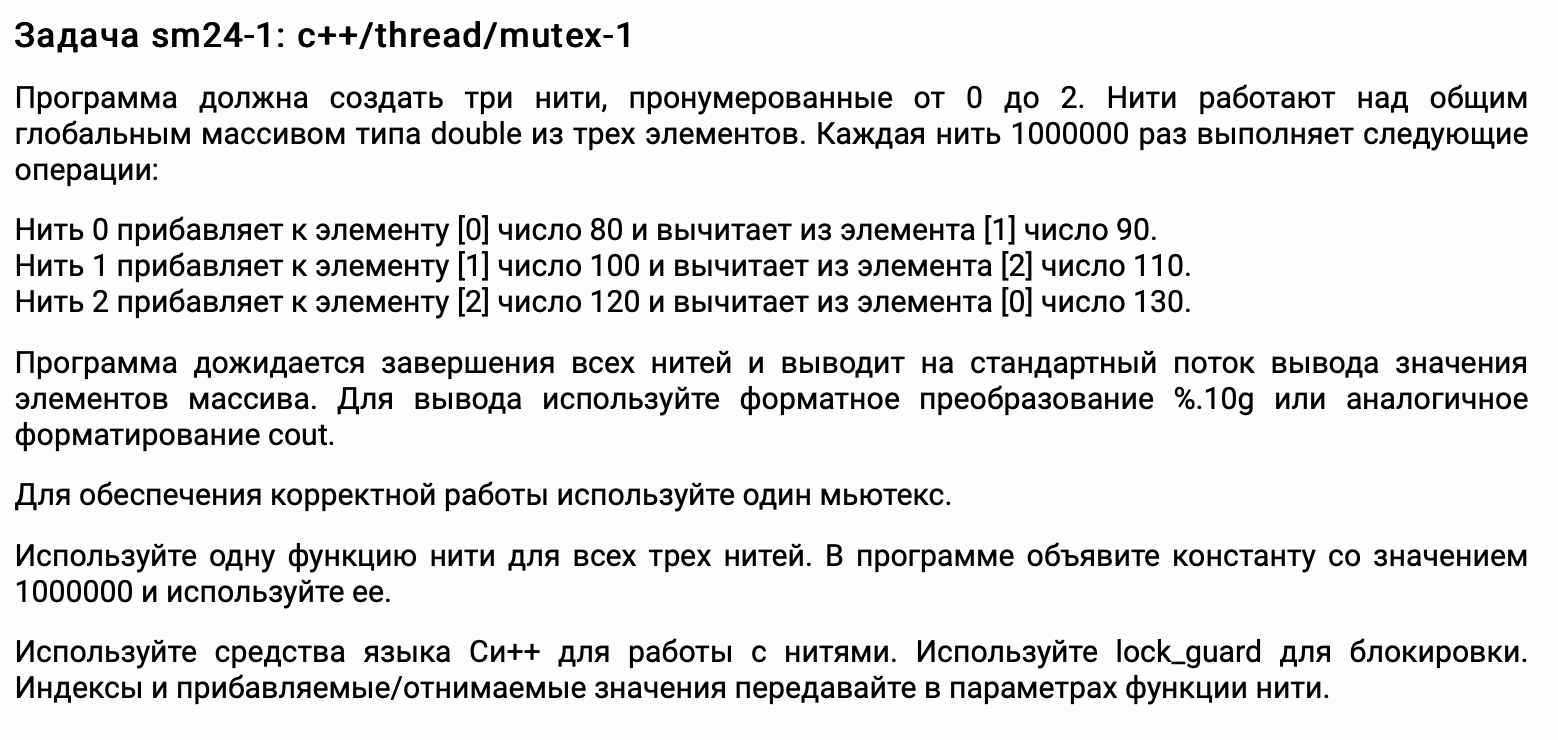 Задача sm24-1: c++/thread/mutex-1
Программа должна создать три нити, пронумерованные от 0 до 2. Нити работают над общим
глобальным массивом типа double из трех элементов. Каждая нить 1000000 раз выполняет следующие
операции:
Нить 0 прибавляет к элементу [0] число 80 и вычитает из элемента [1] число 90.
Нить 1 прибавляет к элементу [1] число 100 и вычитает из элемента [2] число 110.
Нить 2 прибавляет к элементу [2] число 120 и вычитает из элемента [0] число 130.
Программа дожидается завершения всех нитей и выводит на стандартный поток вывода значения
элементов массива. Для вывода используйте форматное преобразование %.10g или аналогичное
форматирование cout.
Для обеспечения корректной работы используйте один мьютекс.
Используйте одну функцию нити для всех трех нитей. В программе объявите константу со значением
1000000 и используйте ее.
Используйте средства языка Си++ для работы с нитями. Используйте lock_guard для блокировки.
Индексы и прибавляемые/отнимаемые значения передавайте в параметрах функции нити.